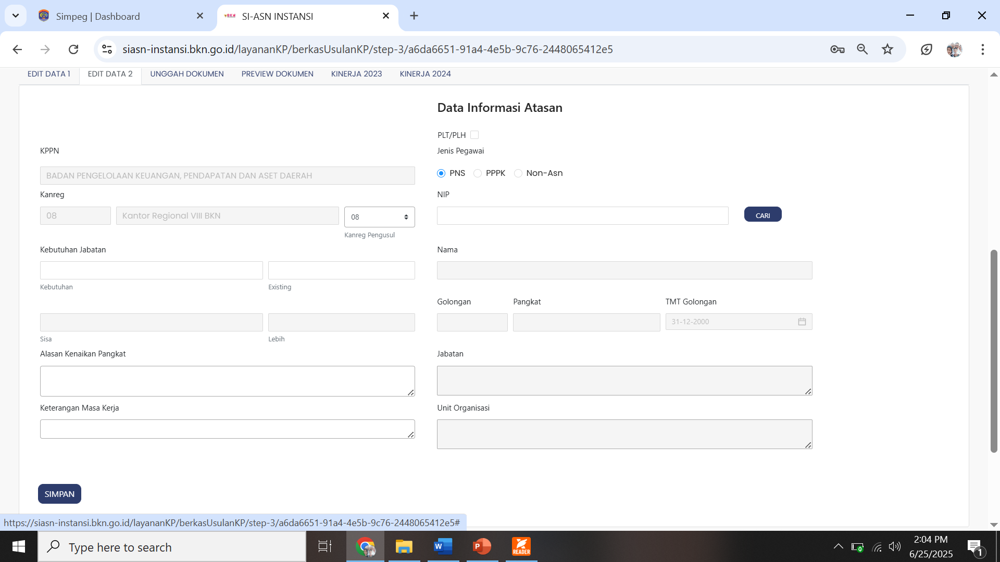 Simpeg | Dashboard
SI-ASN INSTANSI
siasn-instansi.bkn.go.id/layananKP/berkasUsulanKP/step-3/a6da6651-91a4-4e5b-9c76-2448065412e5
EDIT DATA 1
EDIT DATA 2
UNGGAH DOKUMEN
PREVIEW DOKUMEN
KINERJA 2023
KINERJA 2024
Data Informasi Atasan
PLT/PLH
KPPN
Jenis Pegawai
BADAN PENGELOLAAN KEUANGAN, PENDAPATAN DAN ASET DAERAH
PNS
PPPK
Non-Asn
Kanreg
NIP
08
Kantor Regional VIII BKN
08
CARI
Kanreg Pengusul
Kebutuhan Jabatan
Nama
Kebutuhan
Existing
Golongan
Pangkat
TMT Golongan
31-12-2000
Sisa
Lebih
Alasan Kenaikan Pangkat
Jabatan
Keterangan Masa Kerja
Unit Organisasi
SIMPAN
https://siasn-instansi.bkn.go.id/layananKP/berkasUsulanKP/step-3/a6da6651-91a4-4e5b-9c76-2448065412e5#
Type here to search
READER
2:04 PM
6/25/2025
1